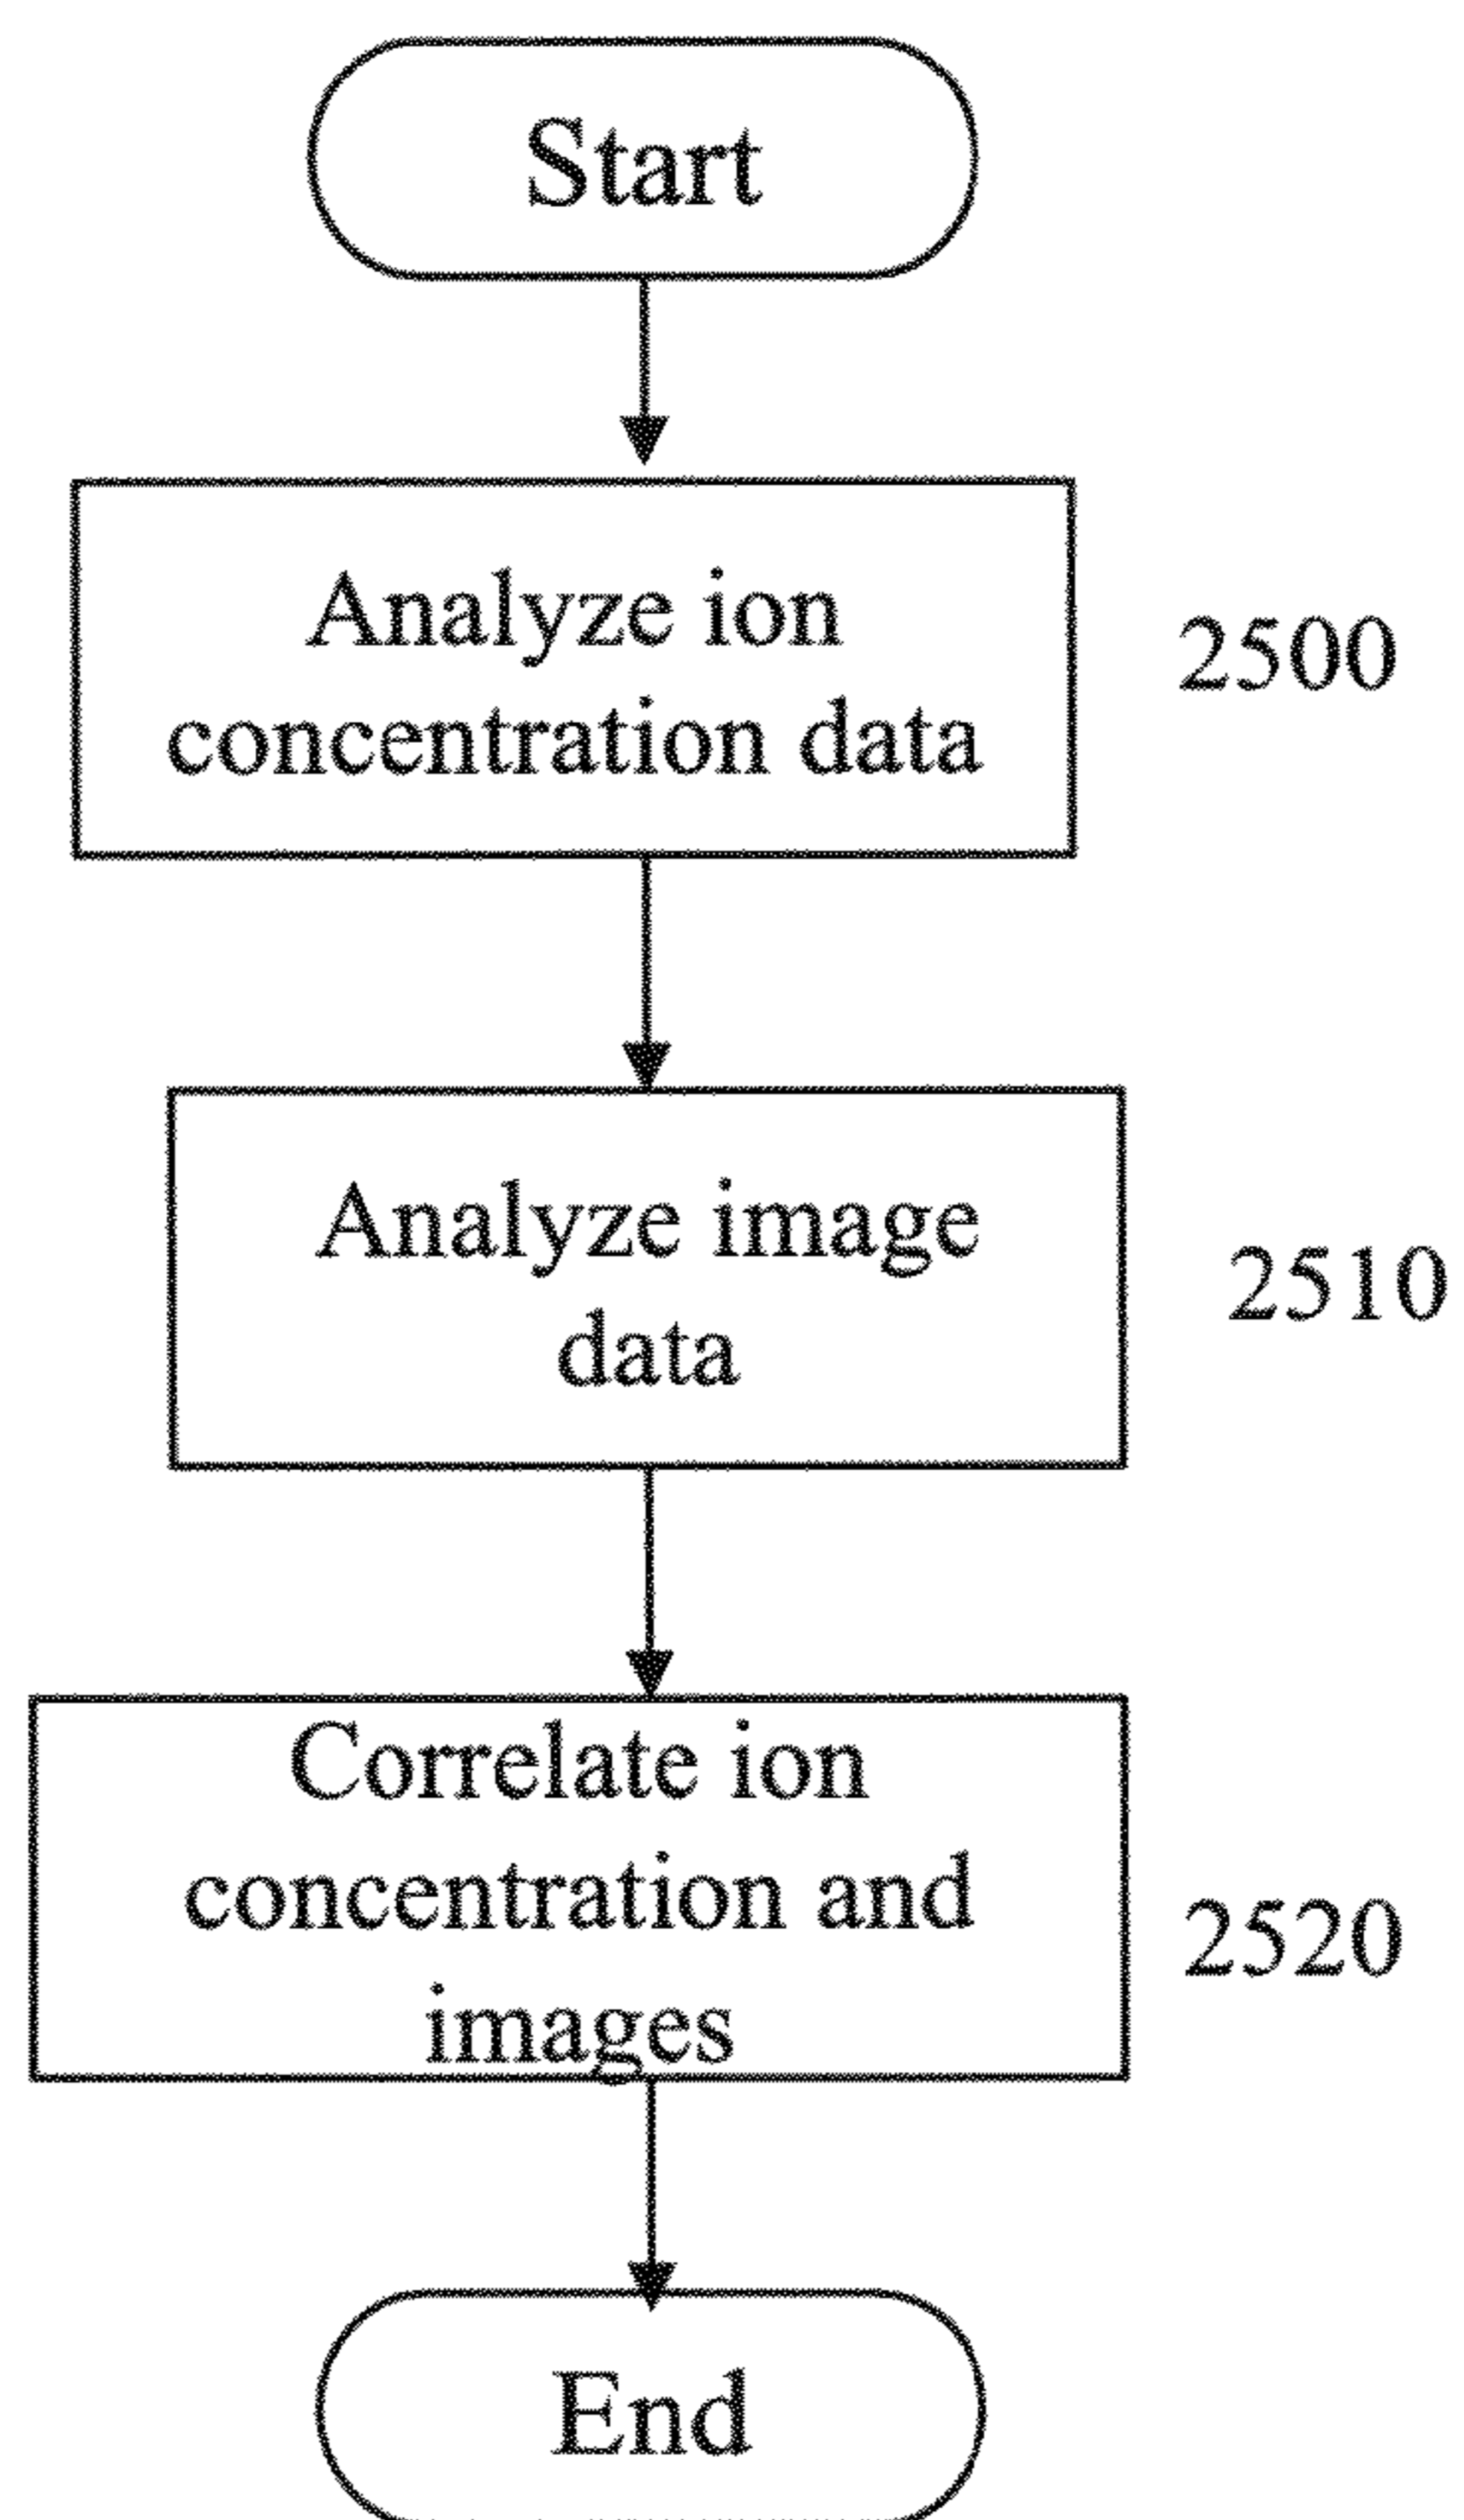 Start
Analyze ion
concentration data
2500
Analyze image
data
2510
Correlate ion
concentration and
images
2520
End